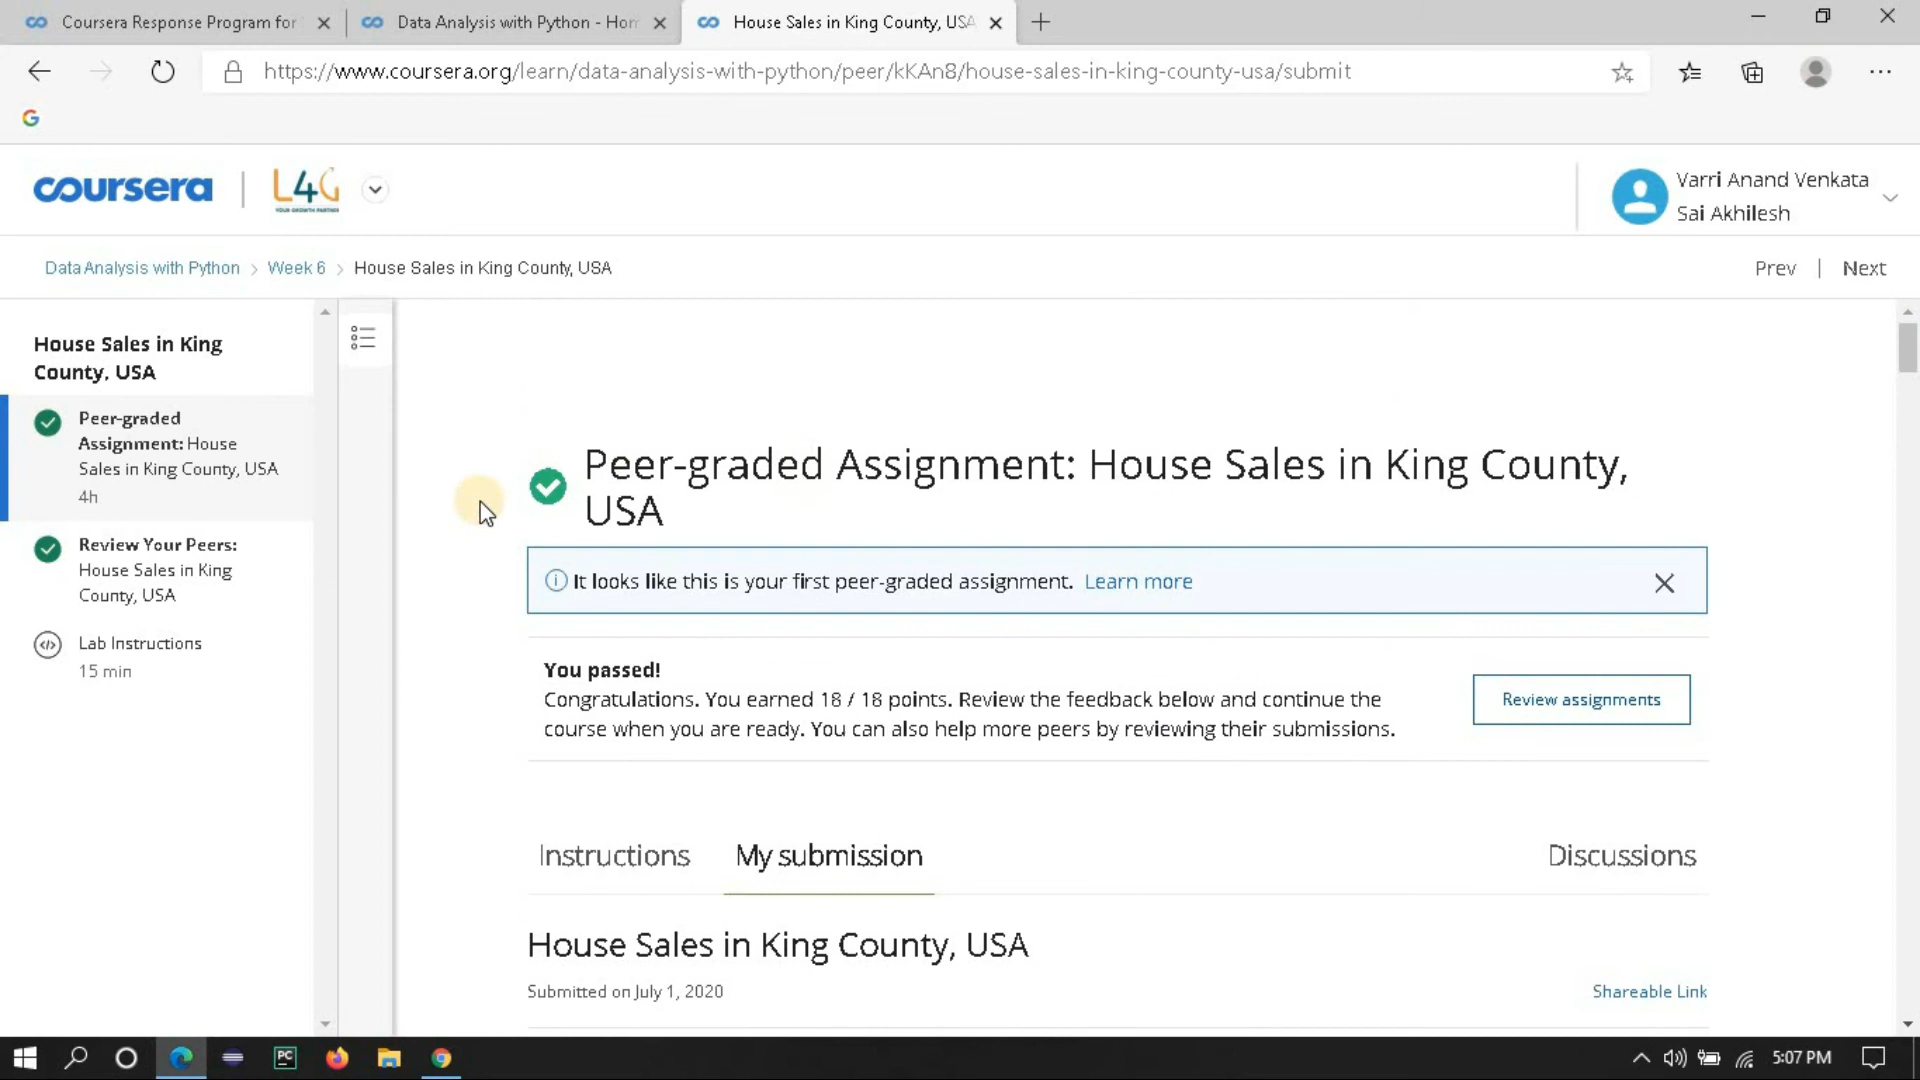 Coursera Response Program for
Data Analysis with Python - Hom
House Sales in King County, USA
https://www.coursera.org/learn/data-analysis-with-python/peer/kKAn8/house-sales-in-king-county-usa/submit
G
coursera
L4G
YOUR GROWTH PARTNER
Varri Anand Venkata
Sai Akhilesh
Data Analysis with Python > Week 6 > House Sales in King County, USA
Prev | Next
House Sales in King
County, USA
Peer-graded
Assignment: House
Sales in King County, USA
4h
Review Your Peers:
House Sales in King
County, USA
Lab Instructions
15 min
Peer-graded Assignment: House Sales in King County,
USA
It looks like this is your first peer-graded assignment. Learn more
You passed!
Congratulations. You earned 18 / 18 points. Review the feedback below and continue the
course when you are ready. You can also help more peers by reviewing their submissions.
Review assignments
Instructions
My submission
Discussions
House Sales in King County, USA
Submitted on July 1, 2020
Shareable Link
PC
5:07 PM